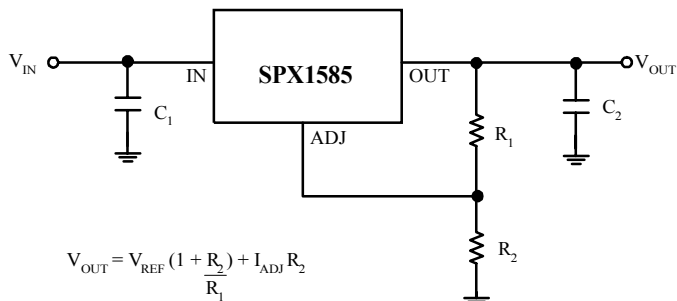 V_IN
IN
SPX1585
OUT
V_OUT
C_1
ADJ
R_1
C_2
R_2
V_OUT = V_REF (1 + R_2/R_1) + I_ADJ R_2